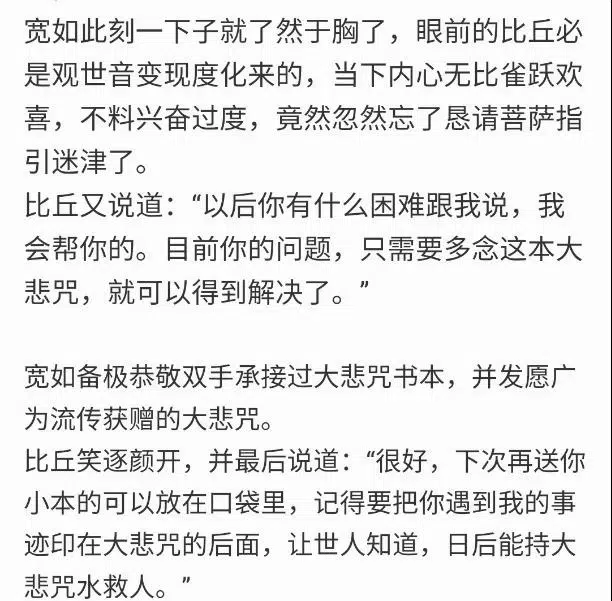 宽如此刻一下子就了然于胸了，眼前的比丘必
是观世音变现度化来的，当下内心无比雀跃欢
喜，不料兴奋过度，竟然忽然忘了恳请菩萨指
引迷津了。
比丘又说道：“以后你有什么困难跟我说，我
会帮你的。目前你的问题，只需要多念这本大
悲咒，就可以得到解决了。”
宽如备极恭敬双手承接过大悲咒书本，并发愿广
为流传获赠的大悲咒。
比丘笑逐颜开，并最后说道：“很好，下次再送你
小本的可以放在口袋里，记得要把你遇到我的事
迹印在大悲咒的后面，让世人知道，日后能持大
悲咒水救人。”